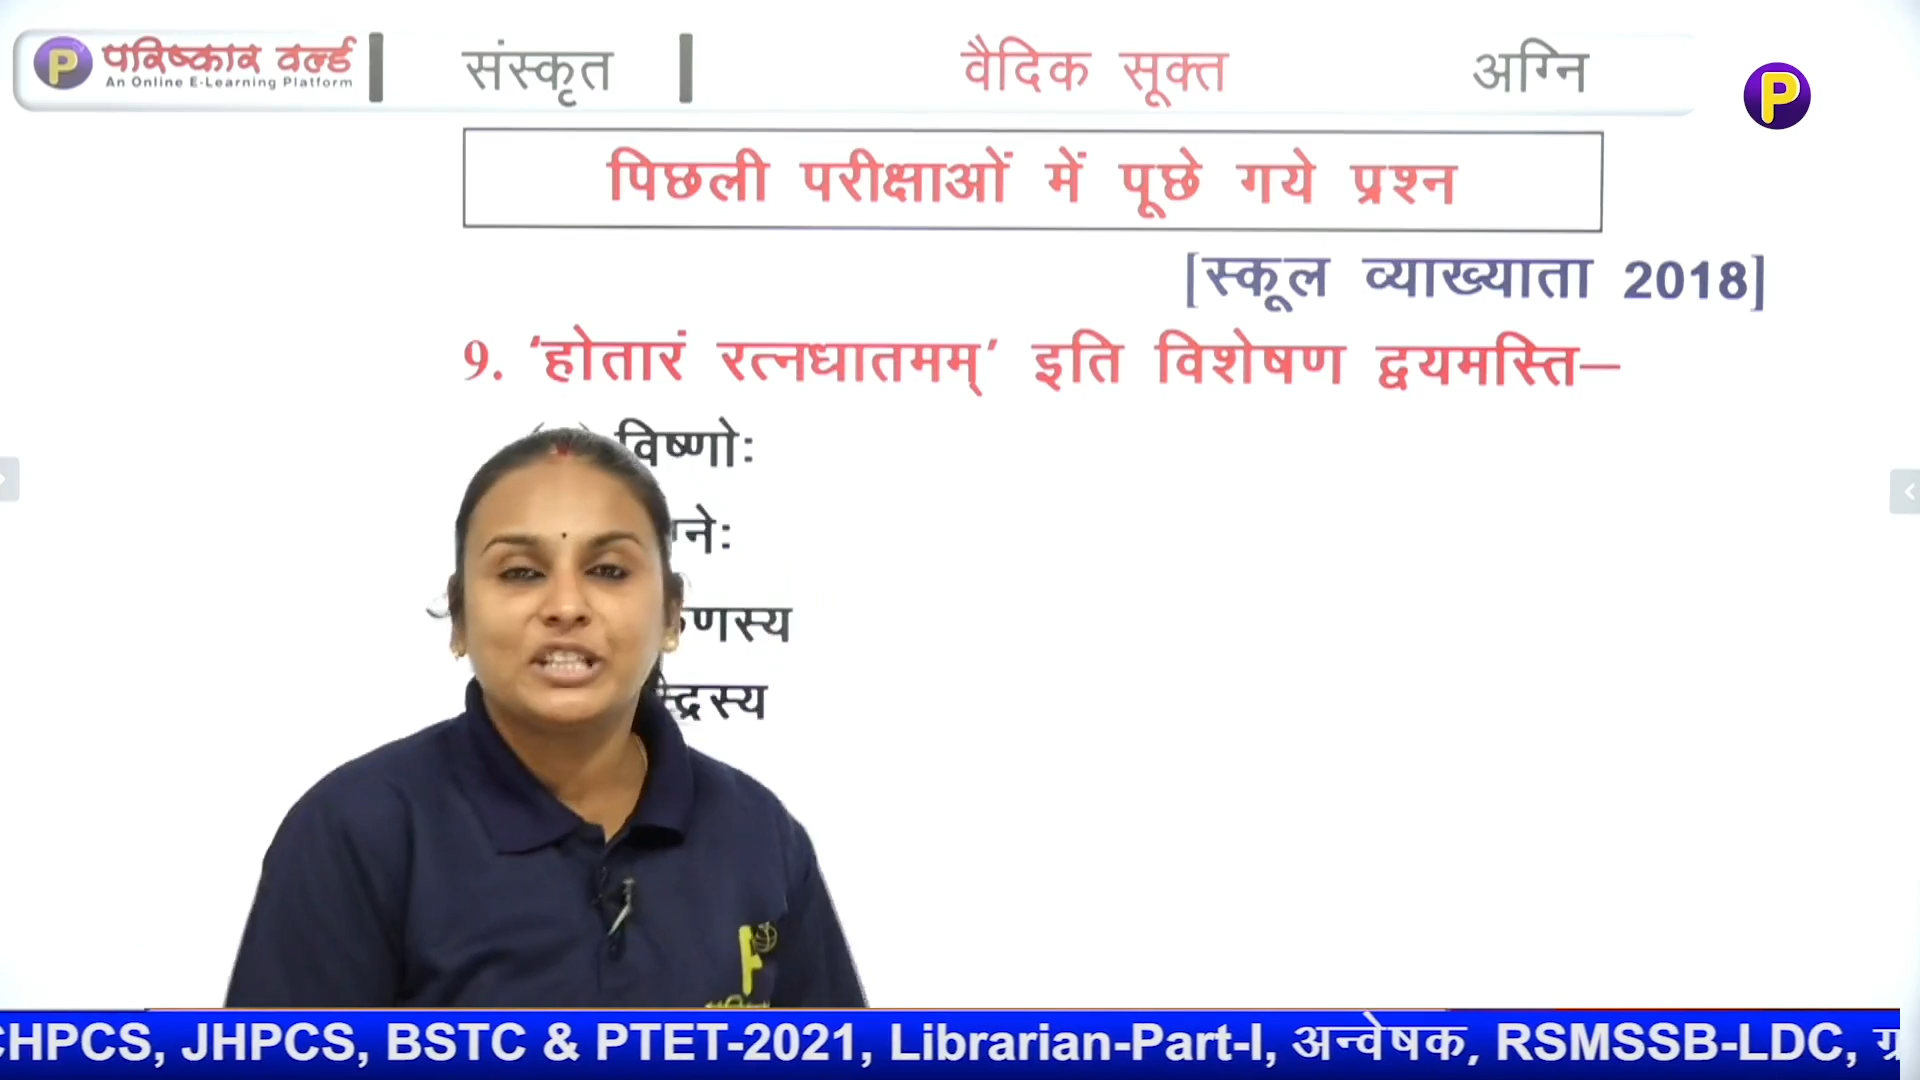 परिष्कार वर्ल्ड
An Online E-Learning Platform
संस्कृत
वैदिक सूक्त
अग्नि
P
पिछली परीक्षाओं में पूछे गये प्रश्न
[स्कूल व्याख्याता 2018]
9. ‘होतारं रत्नधातमम्’ इति विशेषण द्वयमस्ति–
विष्णोः
CHPCS, JHPCS, BSTC & PTET-2021, Librarian-Part-I, अन्वेषक, RSMSSB-LDC,